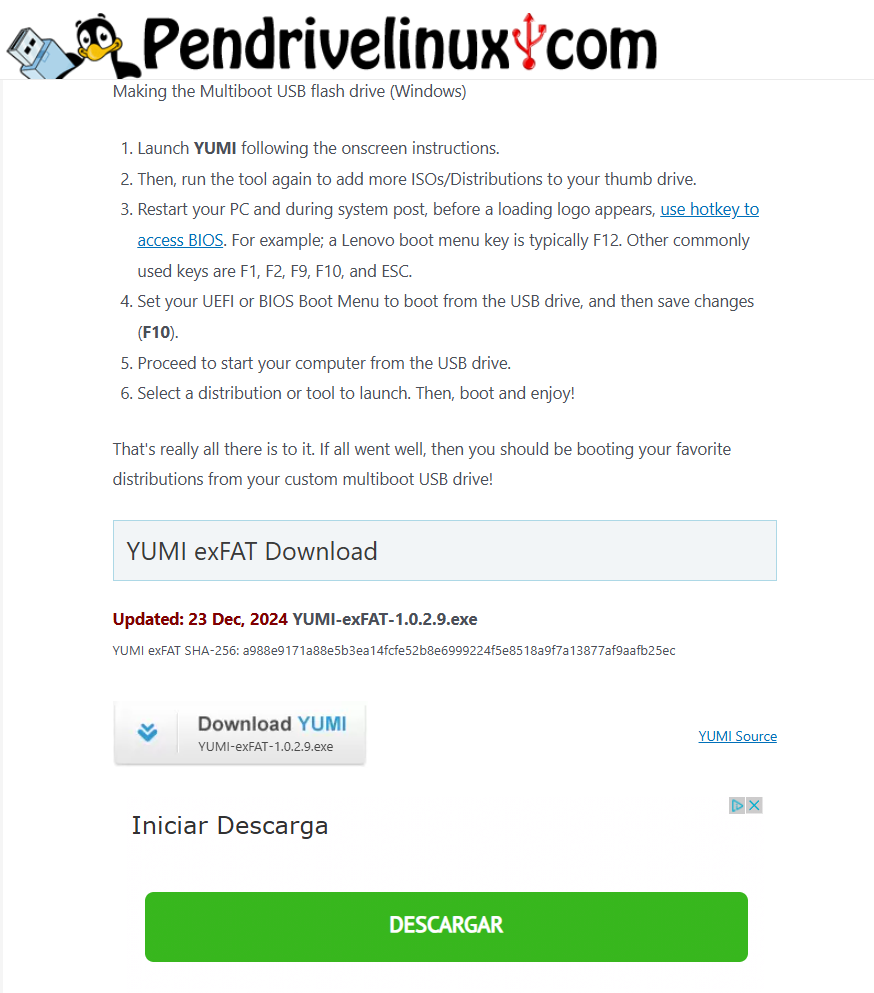 Pendrivelinux.com
Making the Multiboot USB flash drive (Windows)
1. Launch YUMI following the onscreen instructions.
2. Then, run the tool again to add more ISOs/Distributions to your thumb drive.
3. Restart your PC and during system post, before a loading logo appears, use hotkey to
access BIOS. For example; a Lenovo boot menu key is typically F12. Other commonly
used keys are F1, F2, F9, F10, and ESC.
4. Set your UEFI or BIOS Boot Menu to boot from the USB drive, and then save changes
(F10).
5. Proceed to start your computer from the USB drive.
6. Select a distribution or tool to launch. Then, boot and enjoy!
That's really all there is to it. If all went well, then you should be booting your favorite
distributions from your custom multiboot USB drive!
YUMI exFAT Download
Updated: 23 Dec, 2024 YUMI-exFAT-1.0.2.9.exe
YUMI exFAT SHA-256: a988e9171a88e5b3ea14fcfe52b8e6999224f5e8518a9f7a13877af9aafb25ec
Download YUMI
YUMI-exFAT-1.0.2.9.exe
YUMI Source
Iniciar Descarga
DESCARGAR